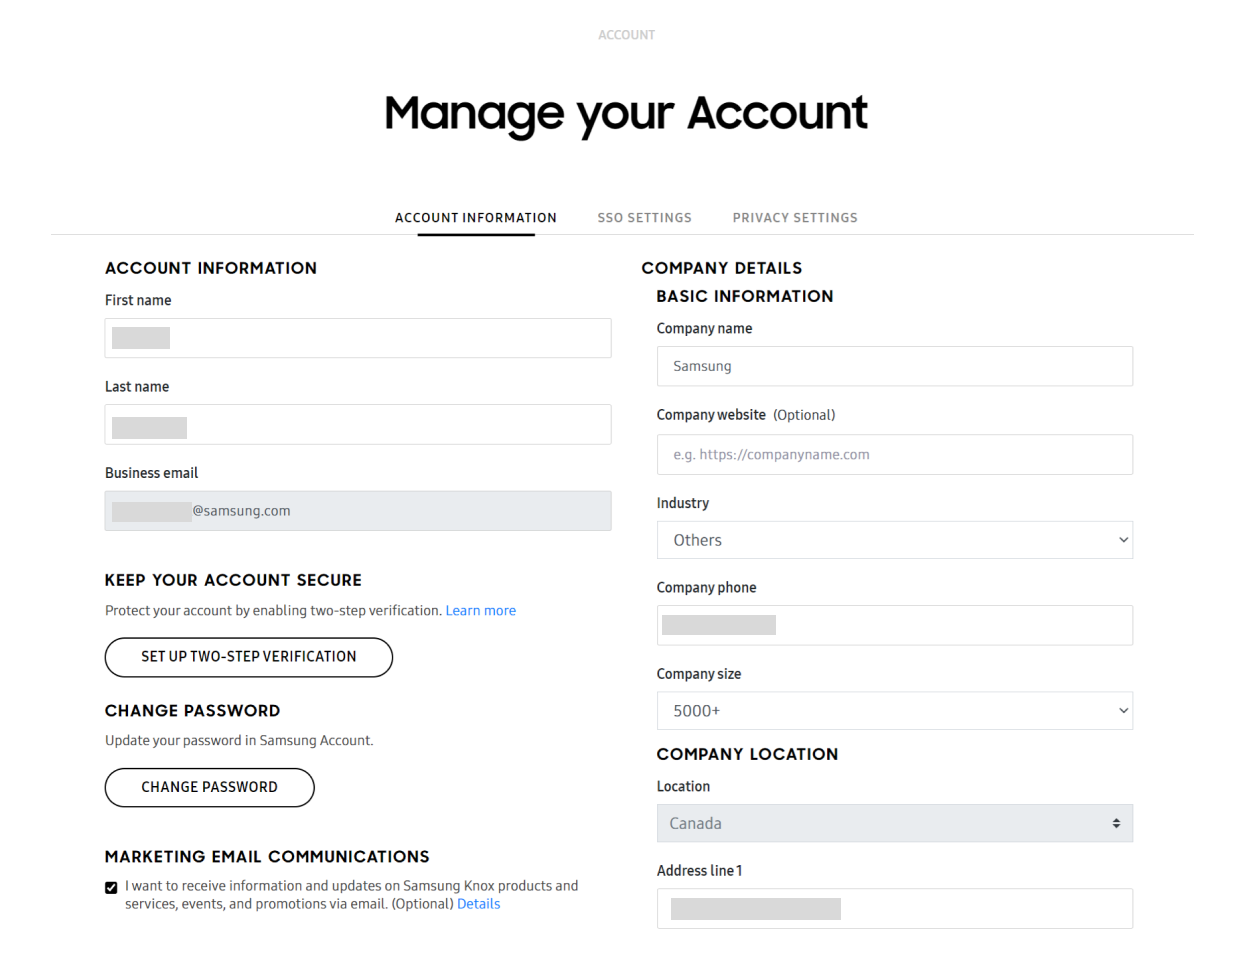 ACCOUNT
Manage your Account
ACCOUNT INFORMATION
SSO SETTINGS
PRIVACY SETTINGS
ACCOUNT INFORMATION
First name
Last name
Business email
@samsung.com
KEEP YOUR ACCOUNT SECURE
Protect your account by enabling two-step verification. Learn more
SET UP TWO-STEP VERIFICATION
CHANGE PASSWORD
Update your password in Samsung Account.
CHANGE PASSWORD
MARKETING EMAIL COMMUNICATIONS
I want to receive information and updates on Samsung Knox products and
services, events, and promotions via email. (Optional) Details
COMPANY DETAILS
BASIC INFORMATION
Company name
Samsung
Company website (Optional)
e.g. https://companyname.com
Industry
Others
Company phone
Company size
5000+
COMPANY LOCATION
Location
Canada
Address line 1